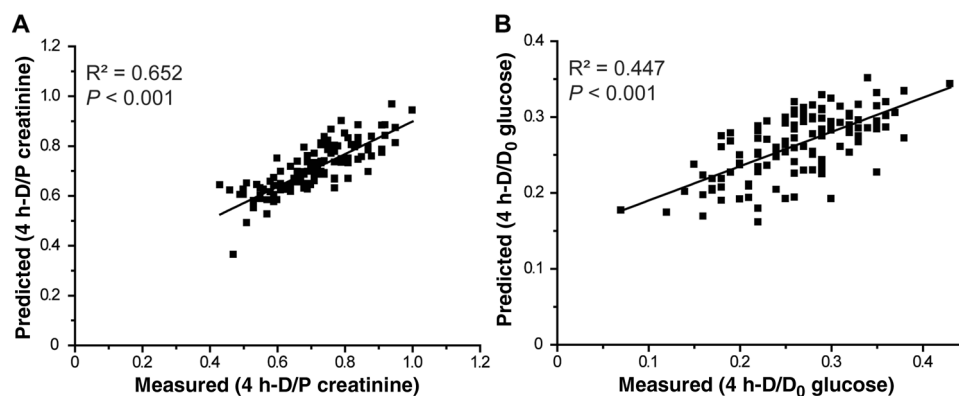 A
1.2
R² = 0.652
P < 0.001
1.0
0.8
0.6
0.4
0.2
0
0
0.2
0.4
0.6
0.8
1.0
1.2
Predicted (4 h-D/P creatinine)
Measured (4 h-D/P creatinine)
B
0.4
R² = 0.447
P < 0.001
0.3
0.2
0.1
0
0
0.1
0.2
0.3
0.4
Predicted (4 h-D/D₀ glucose)
Measured (4 h-D/D₀ glucose)